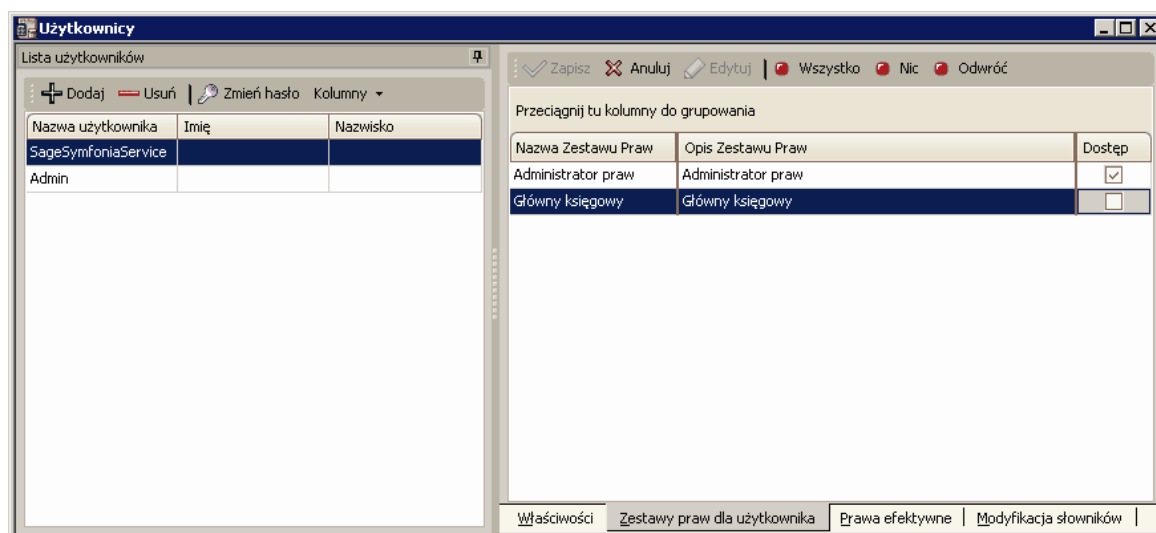 Użytkownicy
Lista użytkowników
Dodaj Usuń Zmień hasło Kolumny
Nazwa użytkownika Imię Nazwisko
SageSymfoniaService
Admin
Zapisz Anuluj Edytuj Wszystko Nic Odwróć
Przeciągnij tu kolumny do grupowania
Nazwa Zestawu Praw Opis Zestawu Praw Dostęp
Administrator praw Administrator praw
Główny księgowy Główny księgowy
Właściwości Zestawy praw dla użytkownika Prawa efektywne Modyfikacja słowników